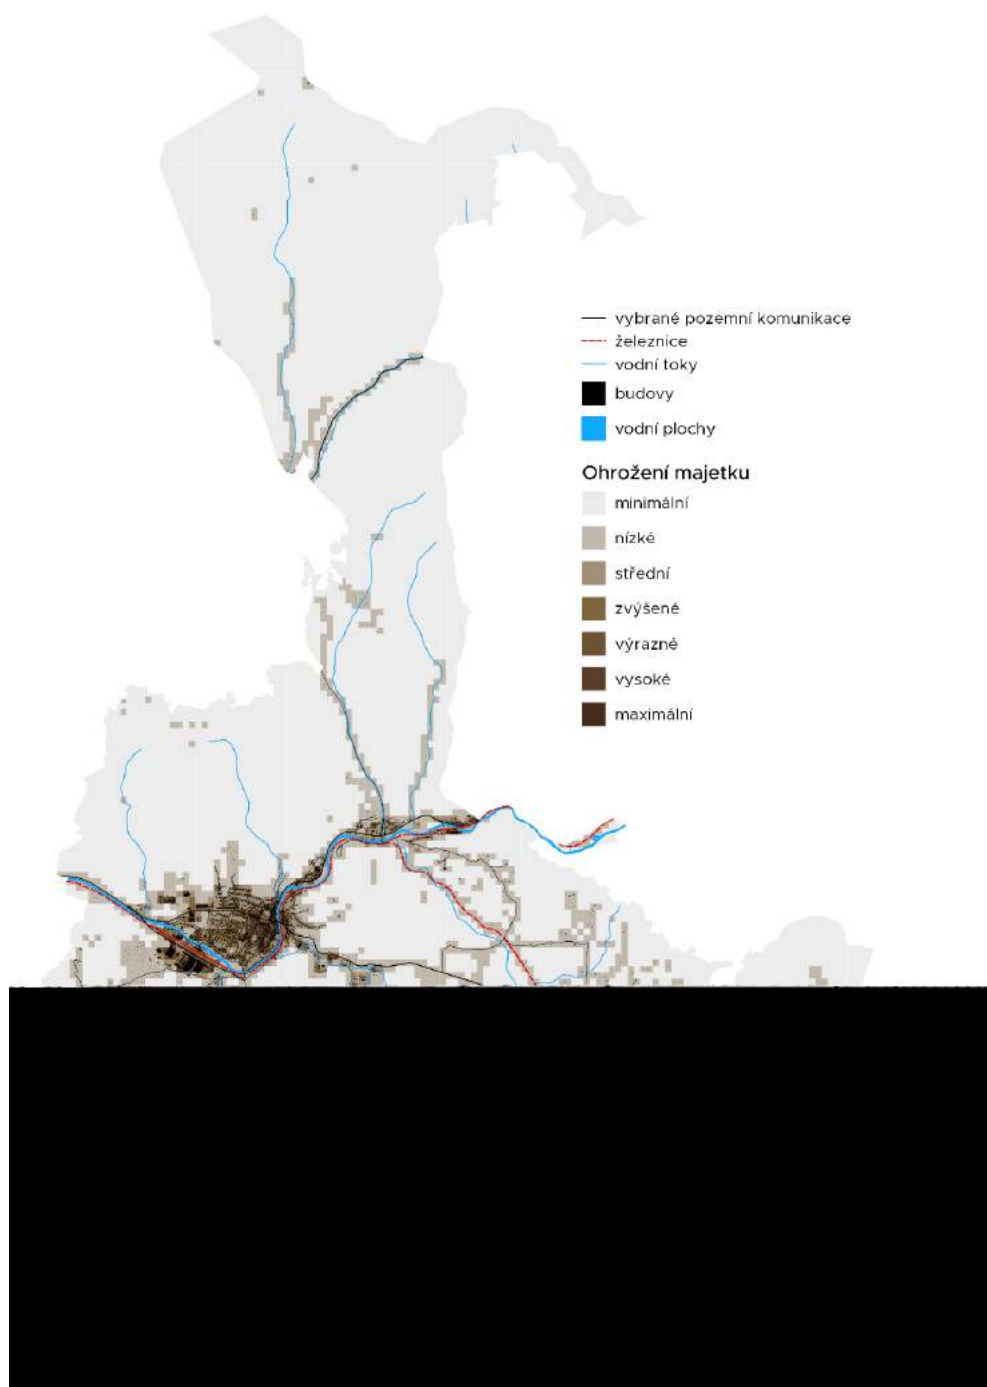 vybrané pozemní komunikace
železnice
vodní toky
budovy
vodní plochy
Ohrožení majetku
minimální
nízké
střední
zvýšené
výrazné
vysoké
maximální